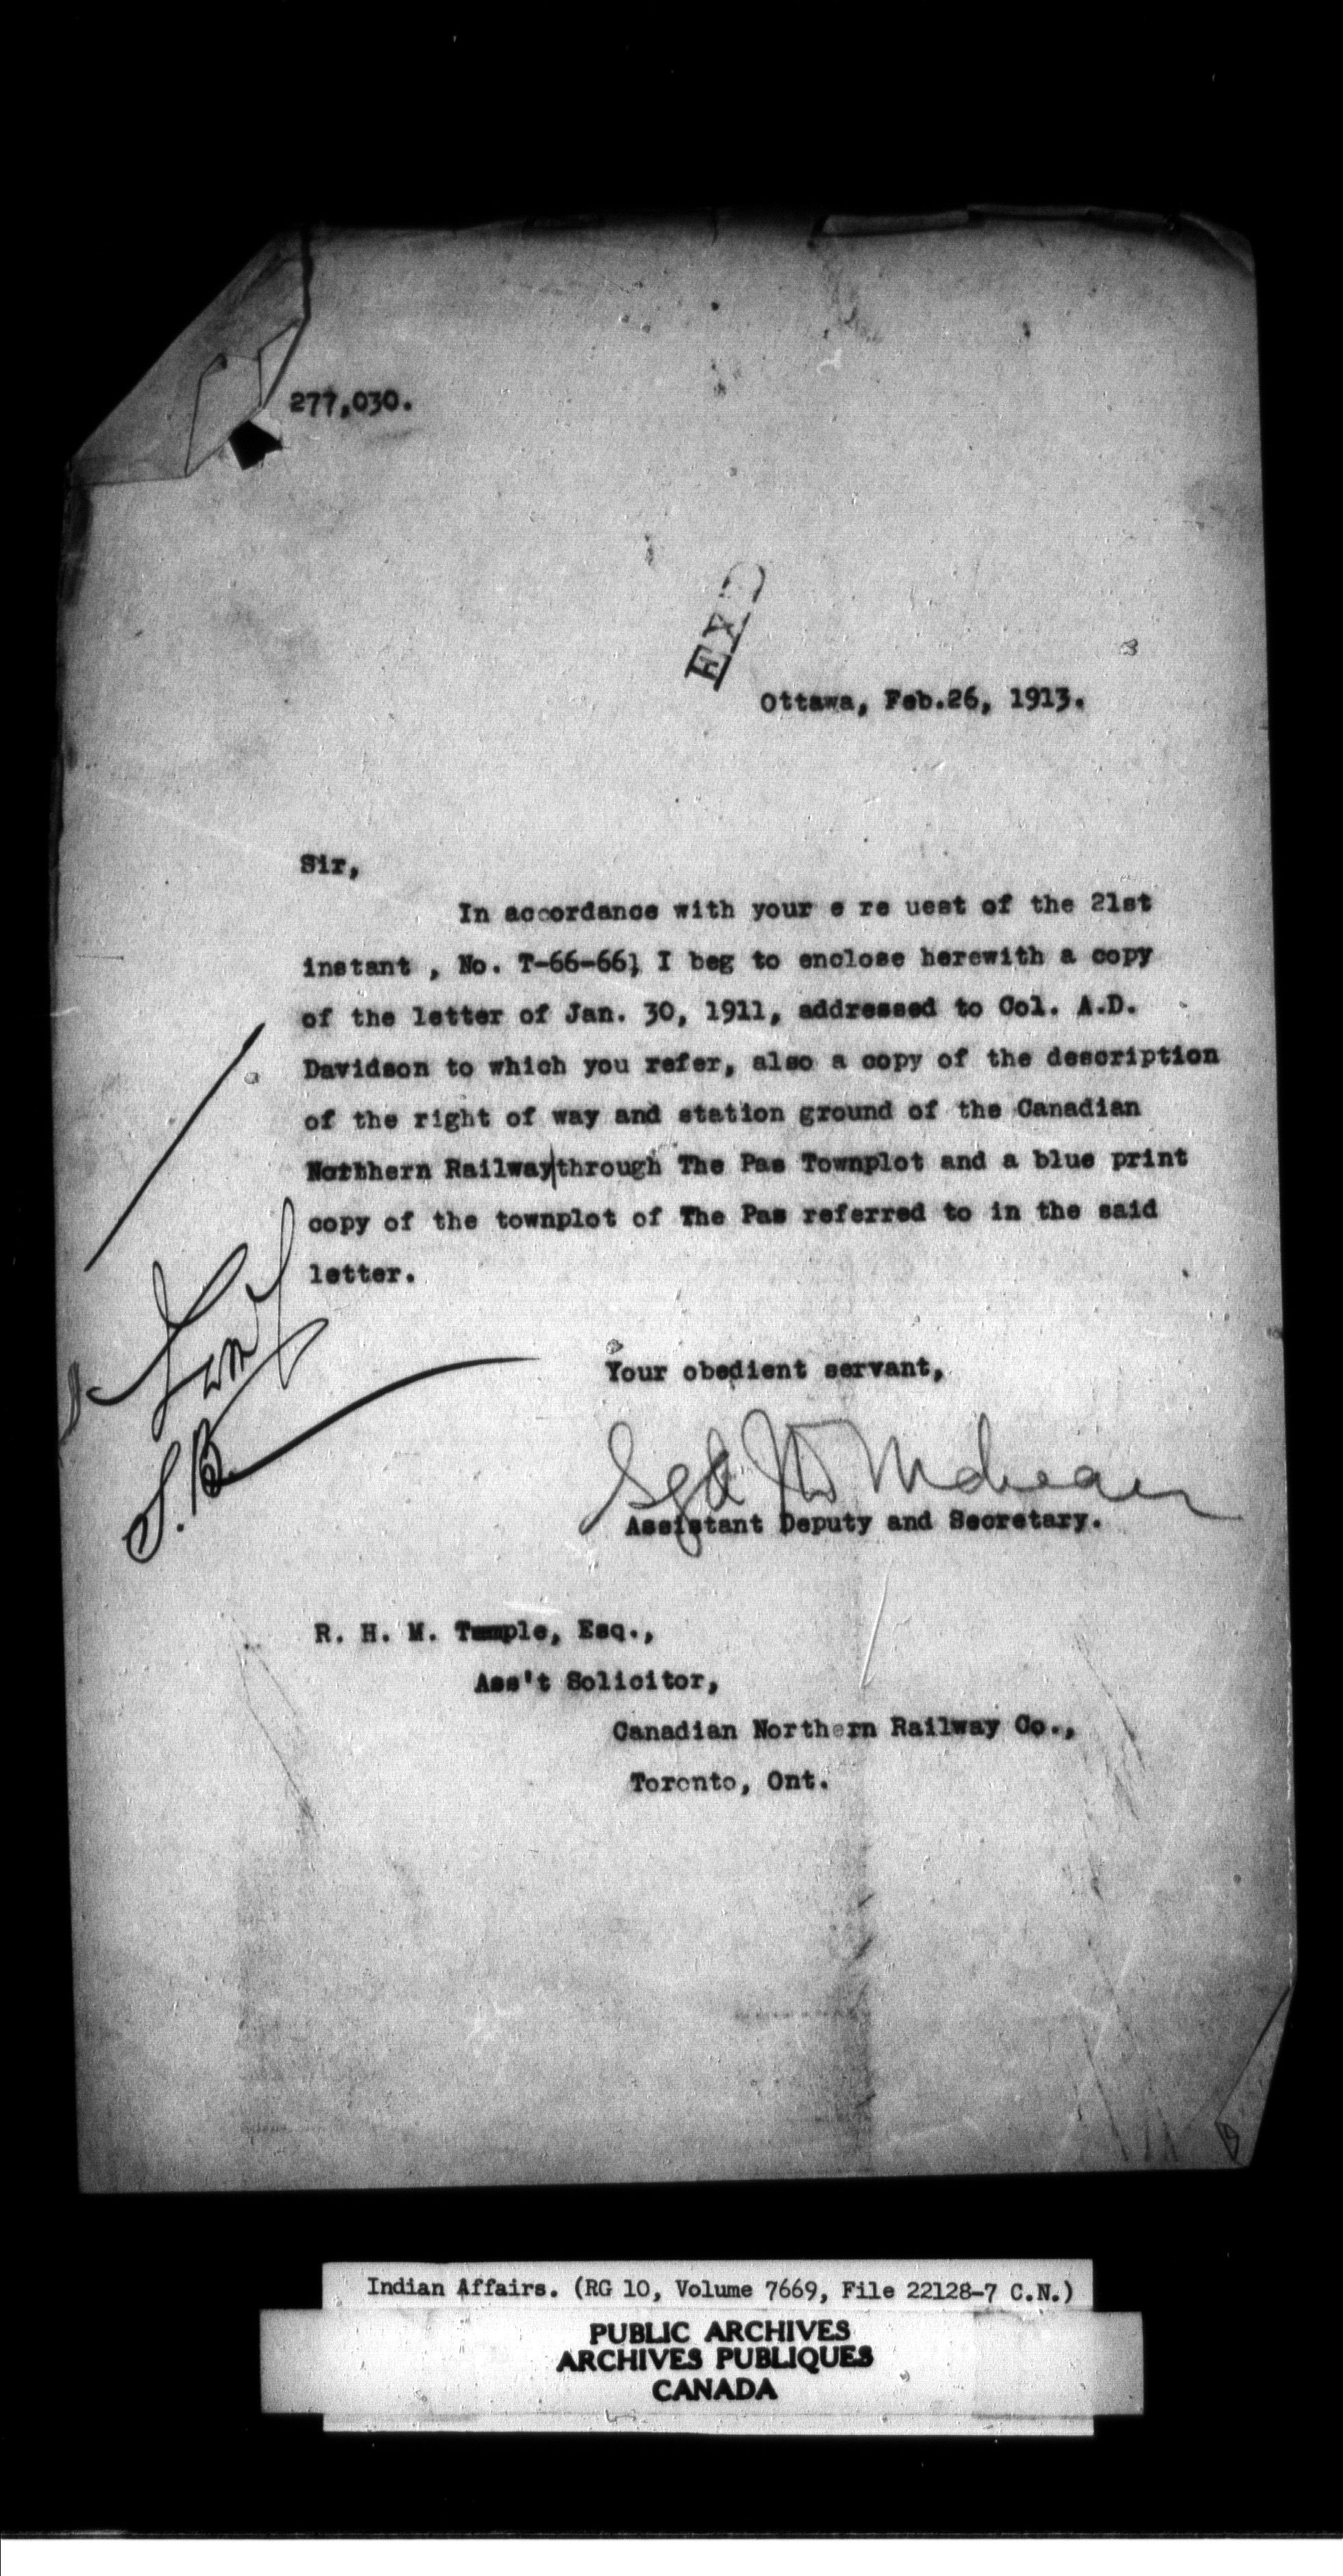 277,030.
Ottawa, Feb.26, 1913.
Sir,
In accordance with your e re uest of the 21st
instant , No. T-66-661 I beg to enclose herewith a copy
of the letter of Jan. 30, 1911, addressed to Col. A.D.
Davidson to which you refer, also a copy of the description
of the right of way and station ground of the Canadian
Northern Railway|through The Pas Townplot and a blue print
copy of the townplot of The Pas referred to in the said
letter.
Your obedient servant,
Sgd J D McLean
Assistant Deputy and Secretary.
S.B.
R. H. M. Temple, Esq.,
Ass't Solicitor,
Canadian Northern Railway Co.,
Toronto, Ont.
Indian Affairs. (RG 10, Volume 7669, File 22128-7 C.N.)
PUBLIC ARCHIVES
ARCHIVES PUBLIQUES
CANADA